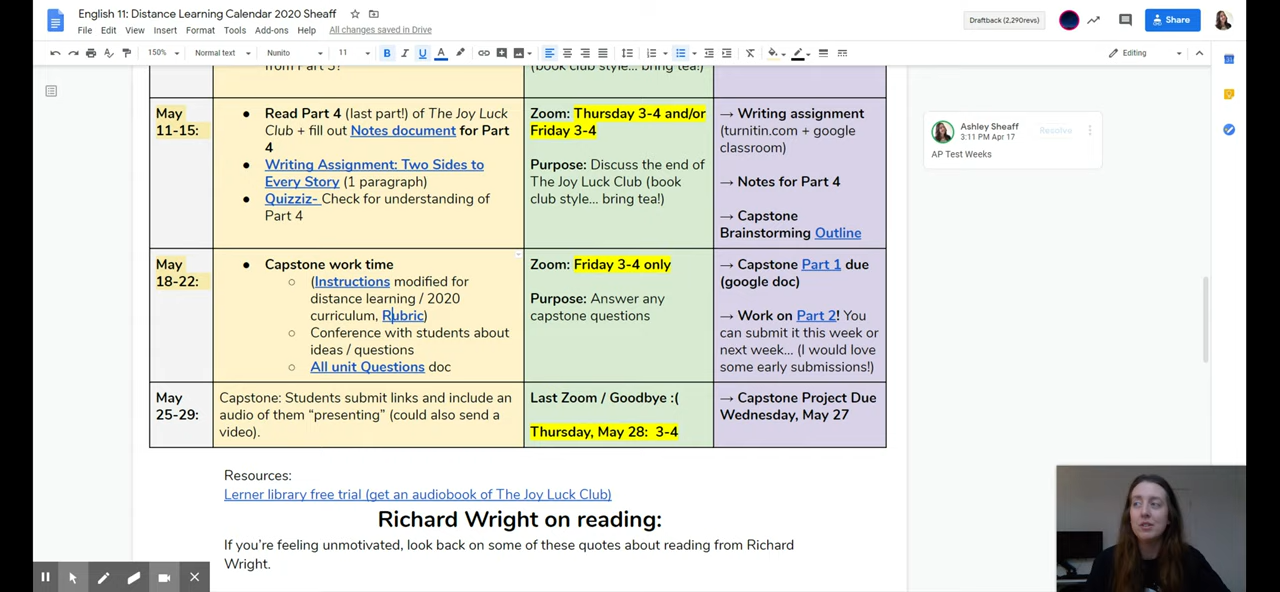 English 11: Distance Learning Calendar 2020 Sheaff
File Edit View Insert Format Tools Add-ons Help All changes saved in Drive
Draftback (2,290revs)
Share
150% Normal text Nunito 11 B I U A Editing
from Part 3?
(book club style... bring tea!)
May
11-15:
● Read Part 4 (last part!) of The Joy Luck
Club + fill out Notes document for Part
4
● Writing Assignment: Two Sides to
Every Story (1 paragraph)
● Quizziz- Check for understanding of
Part 4
Zoom: Thursday 3-4 and/or
Friday 3-4
Purpose: Discuss the end of
The Joy Luck Club (book
club style... bring tea!)
→ Writing assignment
(turnitin.com + google
classroom)
→ Notes for Part 4
→ Capstone
Brainstorming Outline
May
18-22:
● Capstone work time
○ (Instructions modified for
distance learning / 2020
curriculum, Rubric)
○ Conference with students about
ideas / questions
○ All unit Questions doc
Zoom: Friday 3-4 only
Purpose: Answer any
capstone questions
→ Capstone Part 1 due
(google doc)
→ Work on Part 2! You
can submit it this week or
next week... (I would love
some early submissions!)
May
25-29:
Capstone: Students submit links and include an
audio of them “presenting” (could also send a
video).
Last Zoom / Goodbye :(
Thursday, May 28: 3-4
→ Capstone Project Due
Wednesday, May 27
Resources:
Lerner library free trial (get an audiobook of The Joy Luck Club)
Richard Wright on reading:
If you’re feeling unmotivated, look back on some of these quotes about reading from Richard
Wright.
Ashley Sheaff
3:11 PM Apr 17
Resolve
AP Test Weeks